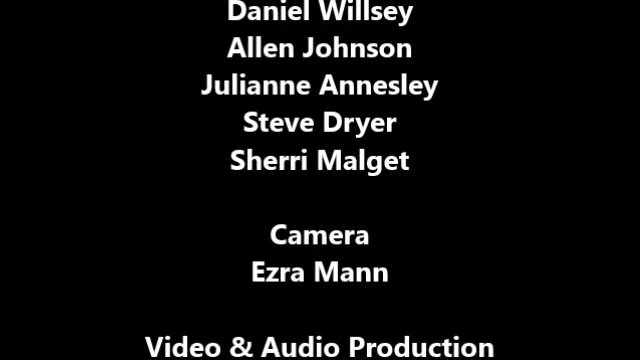 Daniel Willsey
Allen Johnson
Julianne Annesley
Steve Dryer
Sherri Malget
Camera
Ezra Mann
Video & Audio Production